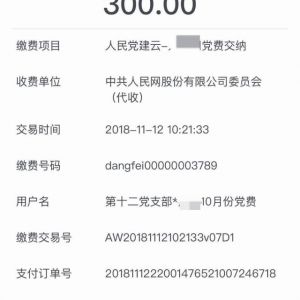 300.00
缴费项目 人民党建云-, 党费交纳
收费单位 中共人民网股份有限公司委员会
（代收）
交易时间 2018-11-12 10:21:33
缴费号码 dangfei00000003789
用户名 第十二党支部*, 10月份党费
缴费交易号 AW20181112102133v07D1
支付订单号 2018111222001476521007246718